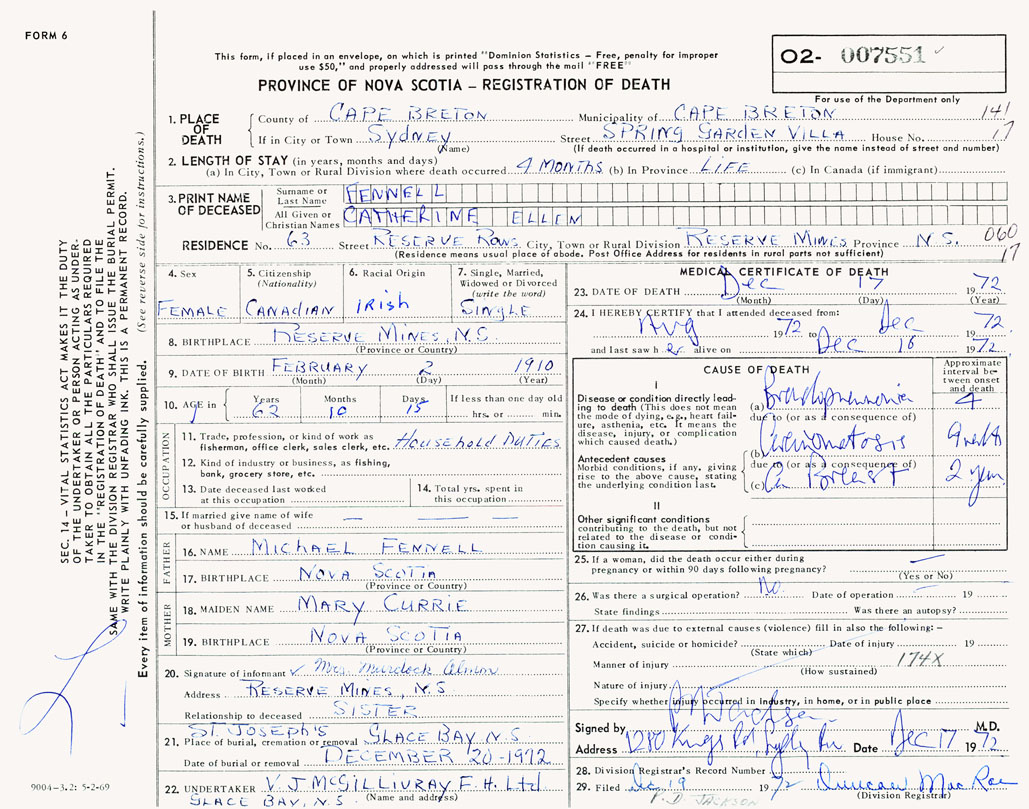 FORM 6
This form, if placed in an envelope, on which is printed "Dominion Statistics – Free, penalty for improper
use $50," and properly addressed will pass through the mail "FREE"
PROVINCE OF NOVA SCOTIA – REGISTRATION OF DEATH
O2- 007551
For use of the Department only
141
17
1. PLACE OF DEATH
County of CAPE BRETON Municipality of CAPE BRETON
If in City or Town Sydney (Name) Street SPRING GARDEN VILLA House No.
(If death occurred in a hospital or institution, give the name instead of street and number)
2. LENGTH OF STAY (in years, months and days)
(a) In City, Town or Rural Division where death occurred 4 MONTHS (b) In Province LIFE (c) In Canada (if immigrant)
3. PRINT NAME OF DECEASED
Surname or Last Name FENNELL
All Given or Christian Names CATHERINE ELLEN
RESIDENCE No. 63 Street RESERVE ROWS City, Town or Rural Division RESERVE MINES Province N.S. 060
17
(Residence means usual place of abode. Post Office Address for residents in rural parts not sufficient)
4. Sex
FEMALE
5. Citizenship (Nationality)
CANADIAN
6. Racial Origin
IRISH
7. Single, Married, Widowed or Divorced (write the word)
SINGLE
8. BIRTHPLACE RESERVE MINES, N.S
(Province or Country)
9. DATE OF BIRTH FEBRUARY 2 1910
(Month) (Day) (Year)
10. AGE in Years 62 Months 10 Days 15 If less than one day old
hrs. or min.
OCCUPATION
11. Trade, profession, or kind of work as fisherman, office clerk, sales clerk, etc. HOUSEHOLD DUTIES
12. Kind of industry or business, as fishing, bank, grocery store, etc.
13. Date deceased last worked at this occupation
14. Total yrs. spent in this occupation
15. If married give name of wife or husband of deceased — — —
FATHER
16. NAME MICHAEL FENNELL
17. BIRTHPLACE NOVA SCOTIA
(Province or Country)
MOTHER
18. MAIDEN NAME MARY CURRIE
19. BIRTHPLACE NOVA SCOTIA
(Province or Country)
20. Signature of informant Mrs. Murdock
Address RESERVE MINES, N.S
Relationship to deceased SISTER
ST. JOSEPH'S GLACE BAY N.S
21. Place of burial, cremation or removal
Date of burial or removal DECEMBER 20-1972
22. UNDERTAKER V J MCGILLIVRAY F.H. Ltd
GLACE BAY, N.S. (Name and address)
MEDICAL CERTIFICATE OF DEATH
23. DATE OF DEATH Dec 17 1972
(Month) (Day) (Year)
24. I HEREBY CERTIFY that I attended deceased from:
Aug 1972 to Dec 1972
and last saw her alive on Dec 16 1972
CAUSE OF DEATH
Approximate interval between onset and death
I
Disease or condition directly leading to death (This does not mean the mode of dying, e.g., heart failure, asthenia, etc. It means the disease, injury, or complication which caused death.)
(a) Bronchopneumonia 4
due to (or as a consequence of)
(b) Carcinomatosis
Antecedent causes
Morbid conditions, if any, giving rise to the above cause, stating the underlying condition last.
due to (or as a consequence of)
(c) Ca Breast 2 years
II
Other significant conditions contributing to the death, but not related to the disease or condition causing it.
25. If a woman, did the death occur either during
pregnancy or within 90 days following pregnancy? —
(Yes or No)
26. Was there a surgical operation? No. Date of operation — 19
State findings Was there an autopsy?
27. If death was due to external causes (violence) fill in also the following: –
Accident, suicide or homicide? Date of injury 19
(State which)
Manner of injury 174X
(How sustained)
Nature of injury
Specify whether injury occurred in Industry, in home, or in public place
Signed by M.D.
Address 1280 Kings Rd, Date Dec 17 1972
28. Division Registrar's Record Number
29. Filed Dec 19 1972 Duncan MacRae
P. D. JACKSON (Division Registrar)
SEC. 14 – VITAL STATISTICS ACT MAKES IT THE DUTY
OF THE UNDERTAKER OR PERSON ACTING AS UNDER-
TAKER TO OBTAIN ALL THE PARTICULARS REQUIRED
IN THE "REGISTRATION OF DEATH" AND TO FILE THE
SAME WITH THE DIVISION REGISTRAR WHO SHALL ISSUE THE BURIAL PERMIT.
WRITE PLAINLY WITH UNFADING INK. THIS IS A PERMANENT RECORD.
Every item of information should be carefully supplied. (See reverse side for instructions.)
9004-3.2: 5-2-69